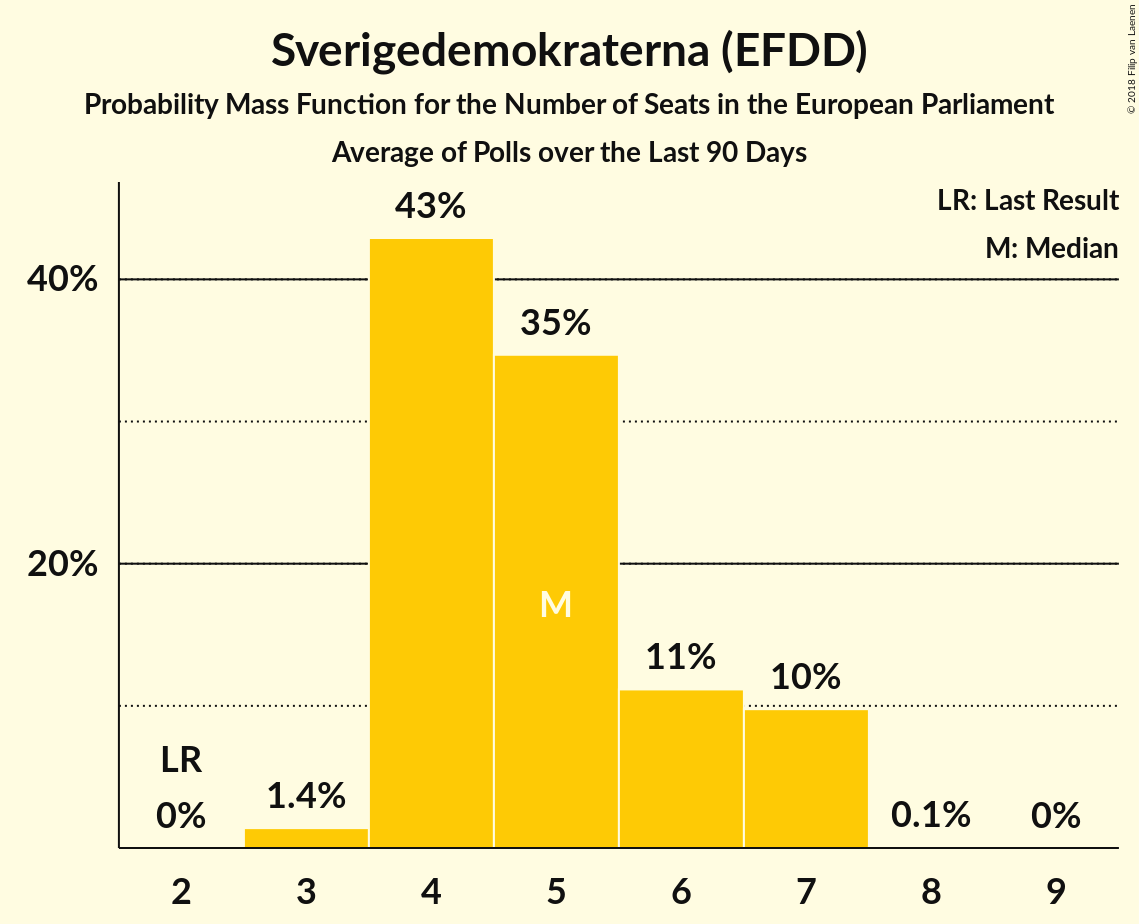 Sverigedemokraterna (EFDD)
Probability Mass Function for the Number of Seats in the European Parliament
Average of Polls over the Last 90 Days
© 2018 Filip van Laenen
LR: Last Result
M: Median
43%
40%
35%
20%
M
11%
10%
LR
0%
1.4%
0.1%
0%
2 3 4 5 6 7 8 9